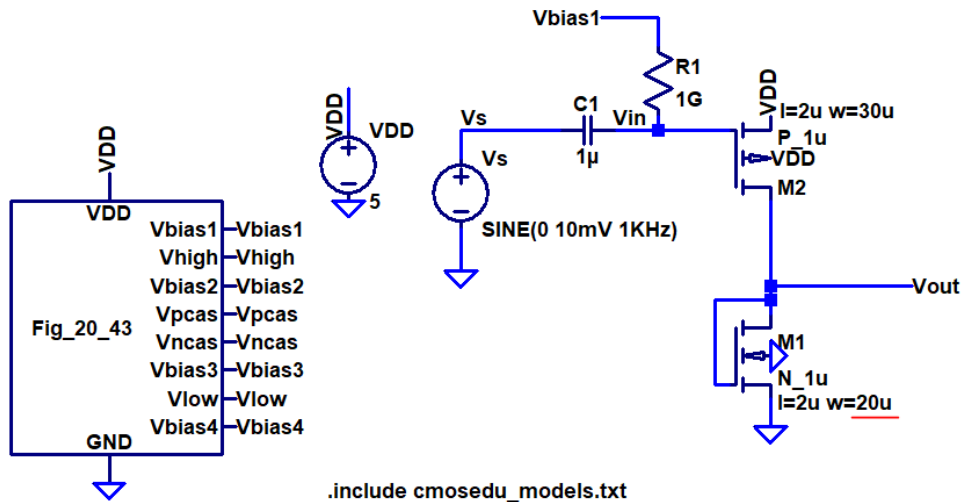 Vbias1
R1
1G
VDD
l=2u w=30u
P_1u
VDD
M2
C1
1µ
Vin
Vs
Vs
SINE(0 10mV 1KHz)
VDD
VDD
5
VDD
VDD
Vbias1 Vbias1
Vhigh Vhigh
Vbias2 Vbias2
Vpcas Vpcas
Fig_20_43
Vncas Vncas
Vbias3 Vbias3
Vlow Vlow
Vbias4 Vbias4
GND
Vout
M1
N_1u
l=2u w=20u
.include cmosedu_models.txt